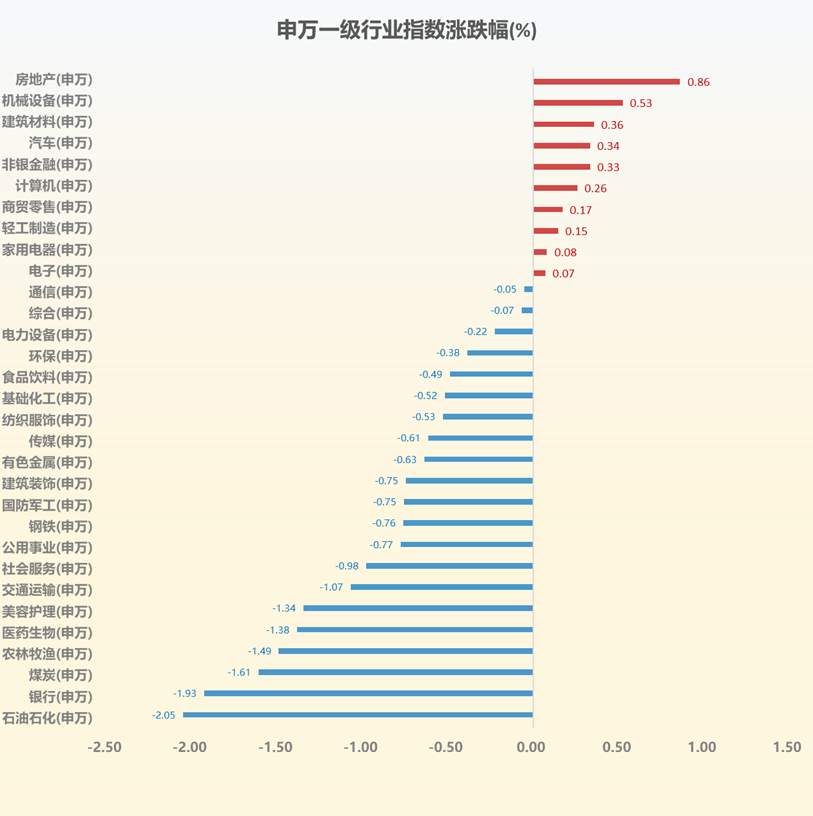 申万一级行业指数涨跌幅(%)
房地产(申万) 0.86
机械设备(申万) 0.53
建筑材料(申万) 0.36
汽车(申万) 0.34
非银金融(申万) 0.33
计算机(申万) 0.26
商贸零售(申万) 0.17
轻工制造(申万) 0.15
家用电器(申万) 0.08
电子(申万) 0.07
通信(申万) -0.05
综合(申万) -0.07
电力设备(申万) -0.22
环保(申万) -0.38
食品饮料(申万) -0.49
基础化工(申万) -0.52
纺织服饰(申万) -0.53
传媒(申万) -0.61
有色金属(申万) -0.63
建筑装饰(申万) -0.75
国防军工(申万) -0.75
钢铁(申万) -0.76
公用事业(申万) -0.77
社会服务(申万) -0.98
交通运输(申万) -1.07
美容护理(申万) -1.34
医药生物(申万) -1.38
农林牧渔(申万) -1.49
煤炭(申万) -1.61
银行(申万) -1.93
石油石化(申万) -2.05
-2.50 -2.00 -1.50 -1.00 -0.50 0.00 0.50 1.00 1.50